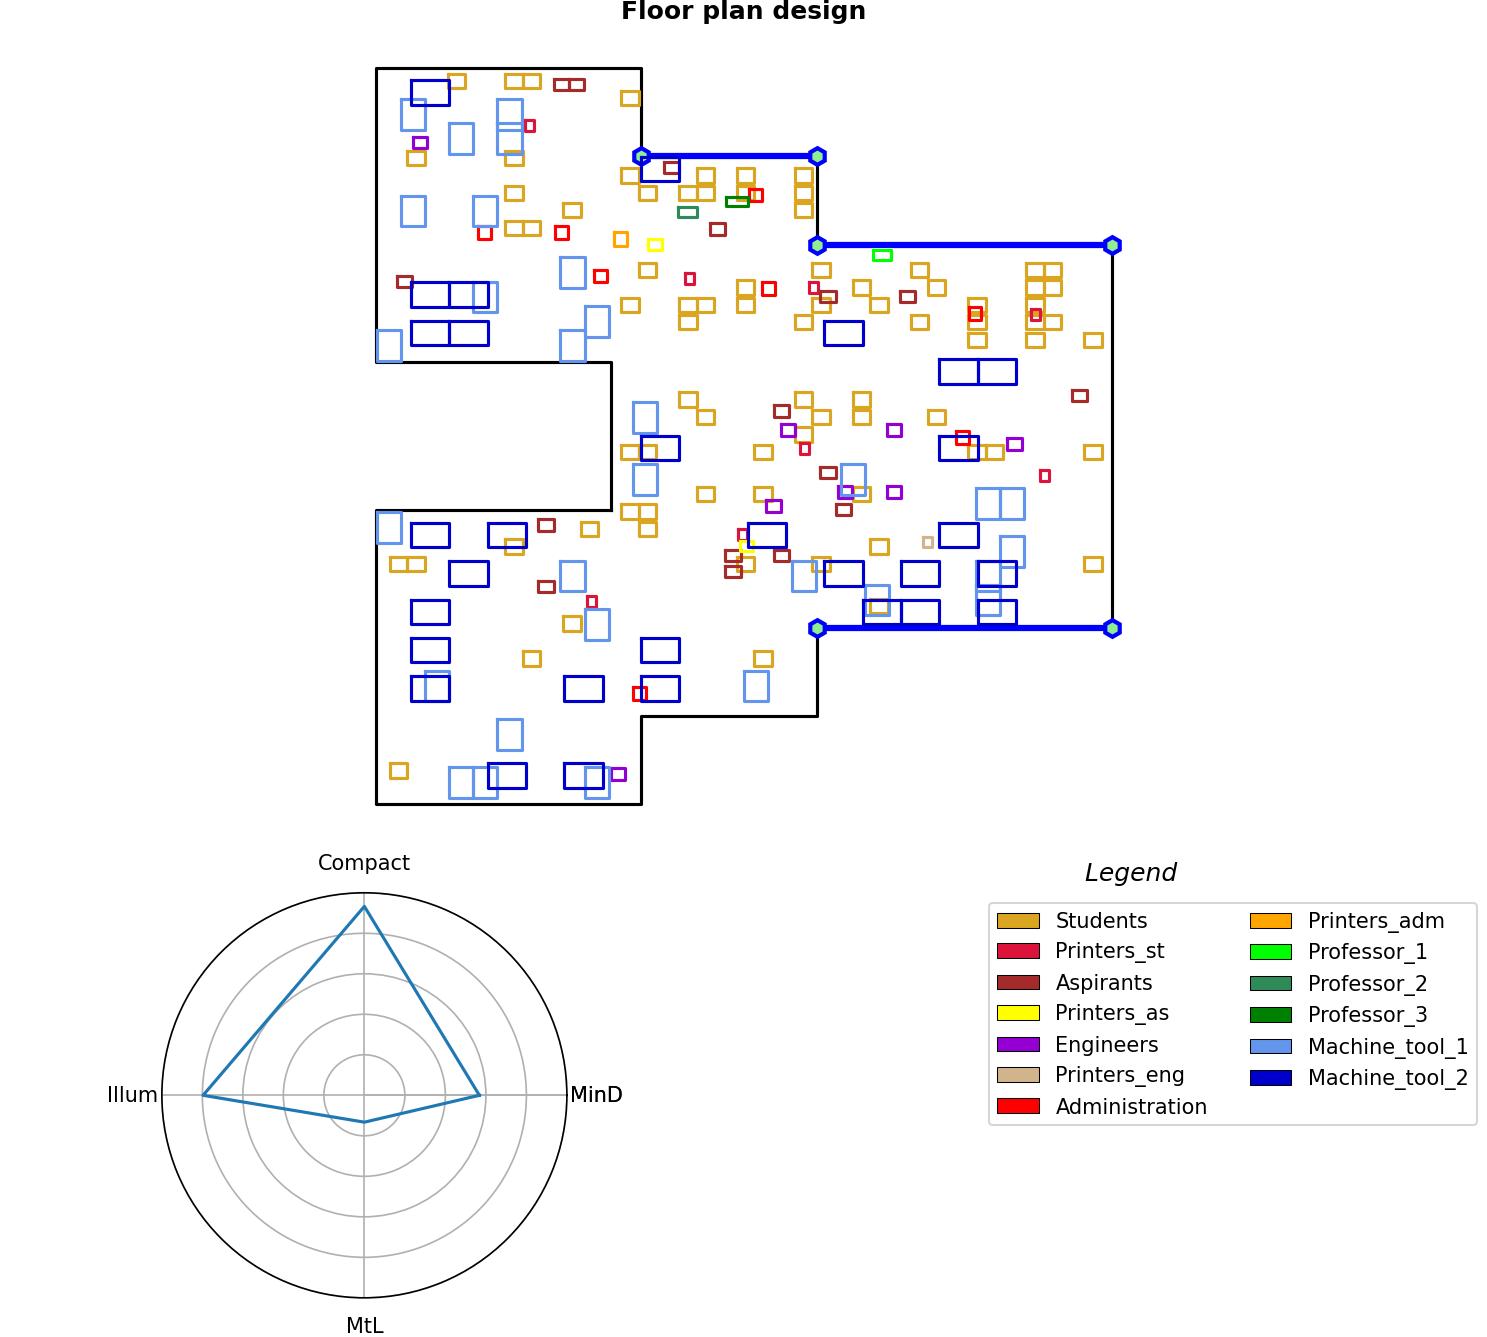 Floor plan design
Compact
Illum
MinD
MtL
Legend
Students
Printers_st
Aspirants
Printers_as
Engineers
Printers_eng
Administration
Printers_adm
Professor_1
Professor_2
Professor_3
Machine_tool_1
Machine_tool_2